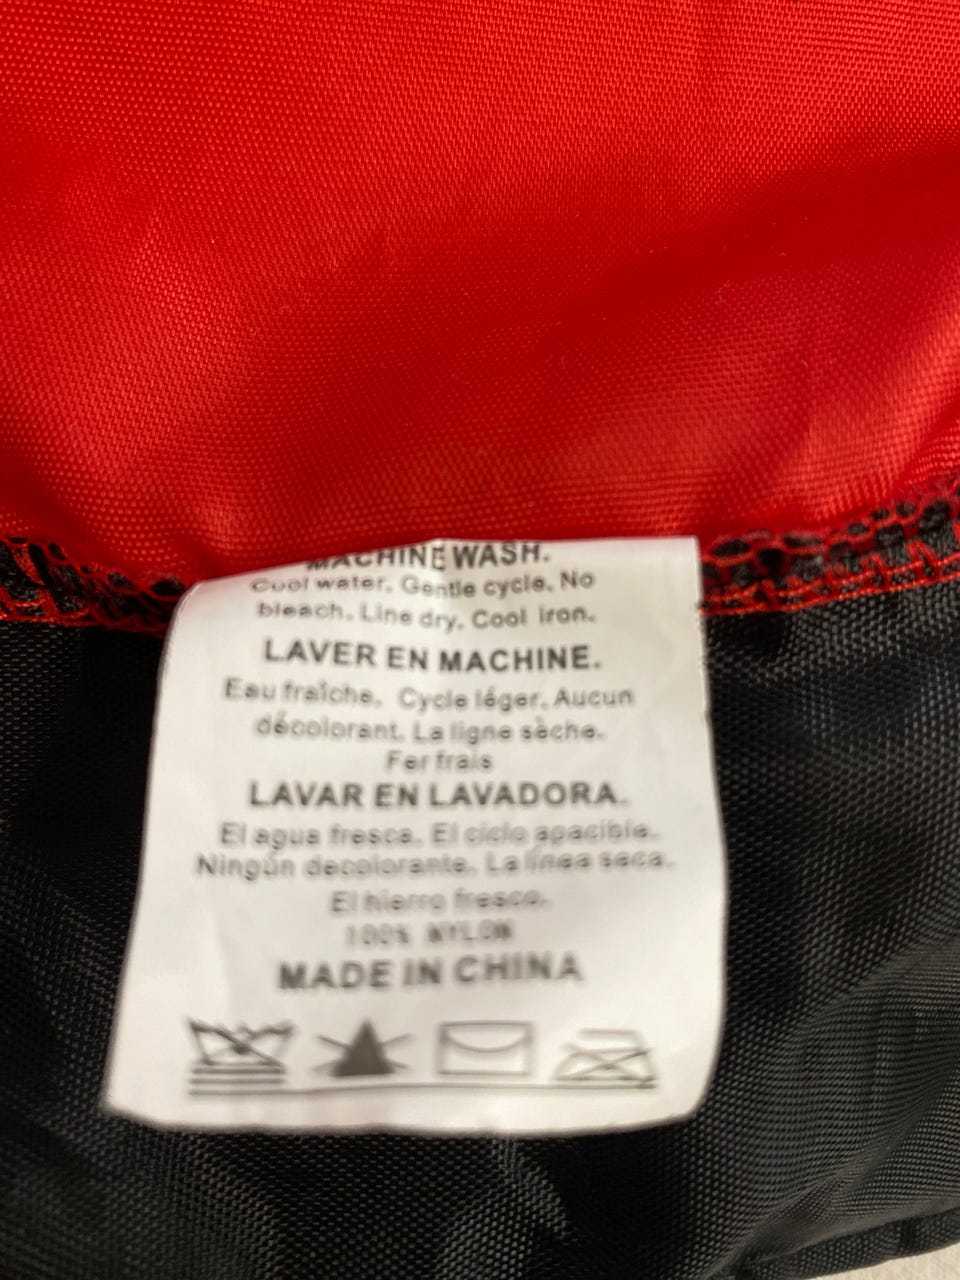 MACHINE WASH.
Cool water. Gentle cycle. No
bleach. Line dry. Cool iron.
LAVER EN MACHINE.
Eau fraîche. Cycle léger. Aucun
décolorant. La ligne sèche.
Fer frais
LAVAR EN LAVADORA.
El agua fresca. El ciclo apacible.
Ningún decolorante. La línea seca.
El hierro fresco.
100% NYLON
MADE IN CHINA